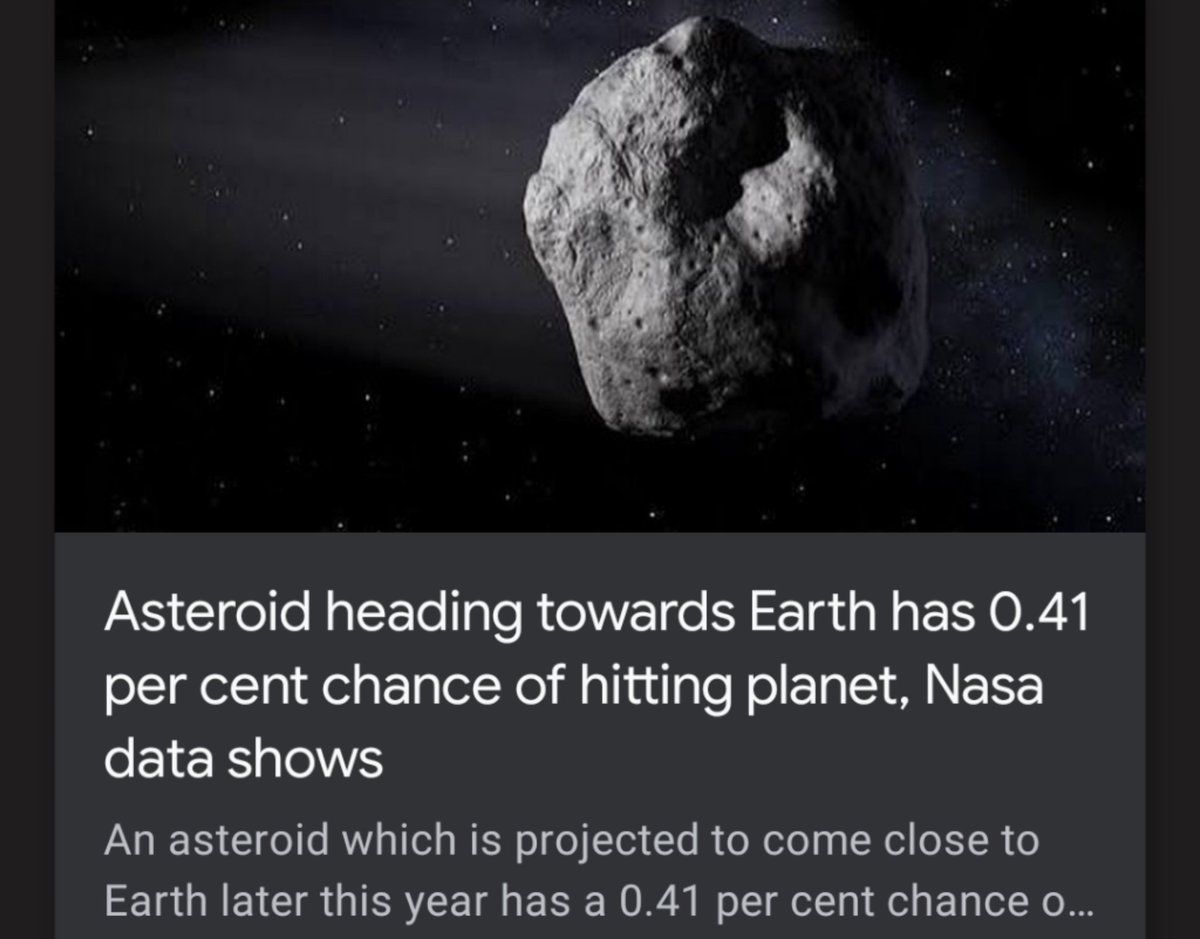 Asteroid heading towards Earth has 0.41
per cent chance of hitting planet, Nasa
data shows
An asteroid which is projected to come close to
Earth later this year has a 0.41 per cent chance o...